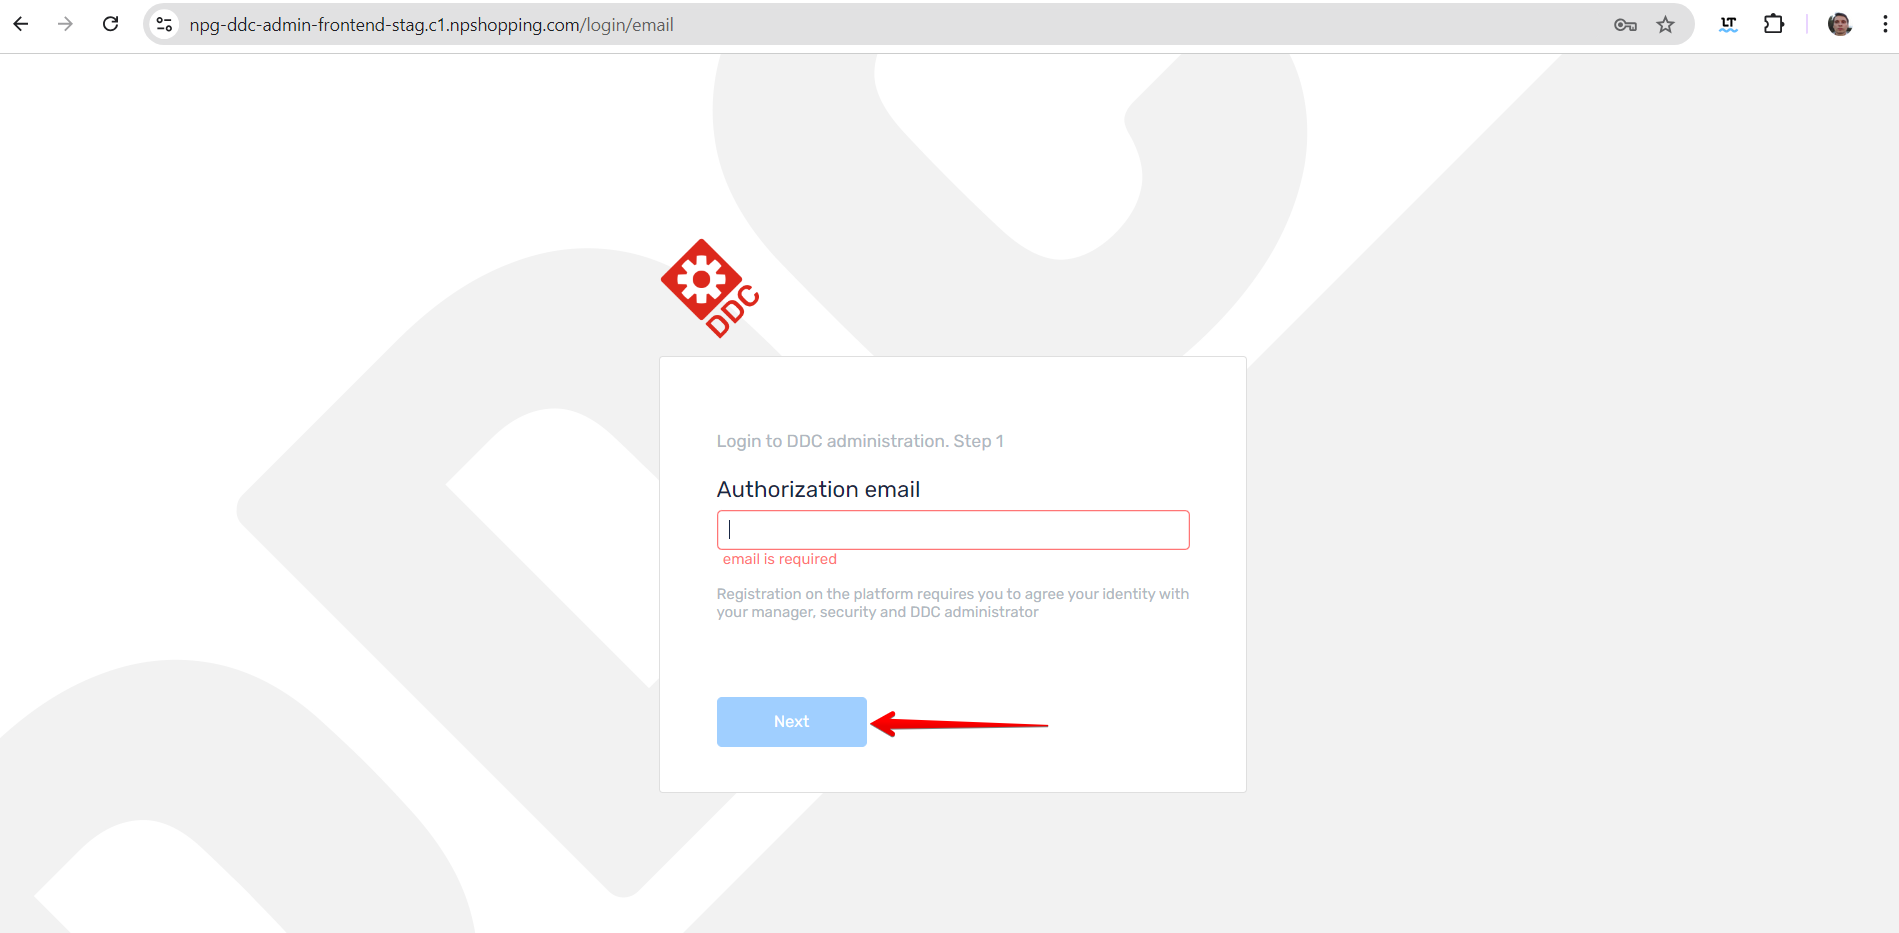 npg-ddc-admin-frontend-stag.c1.npshopping.com/login/email
LT
DDC
Login to DDC administration. Step 1
Authorization email
email is required
Registration on the platform requires you to agree your identity with
your manager, security and DDC administrator
Next